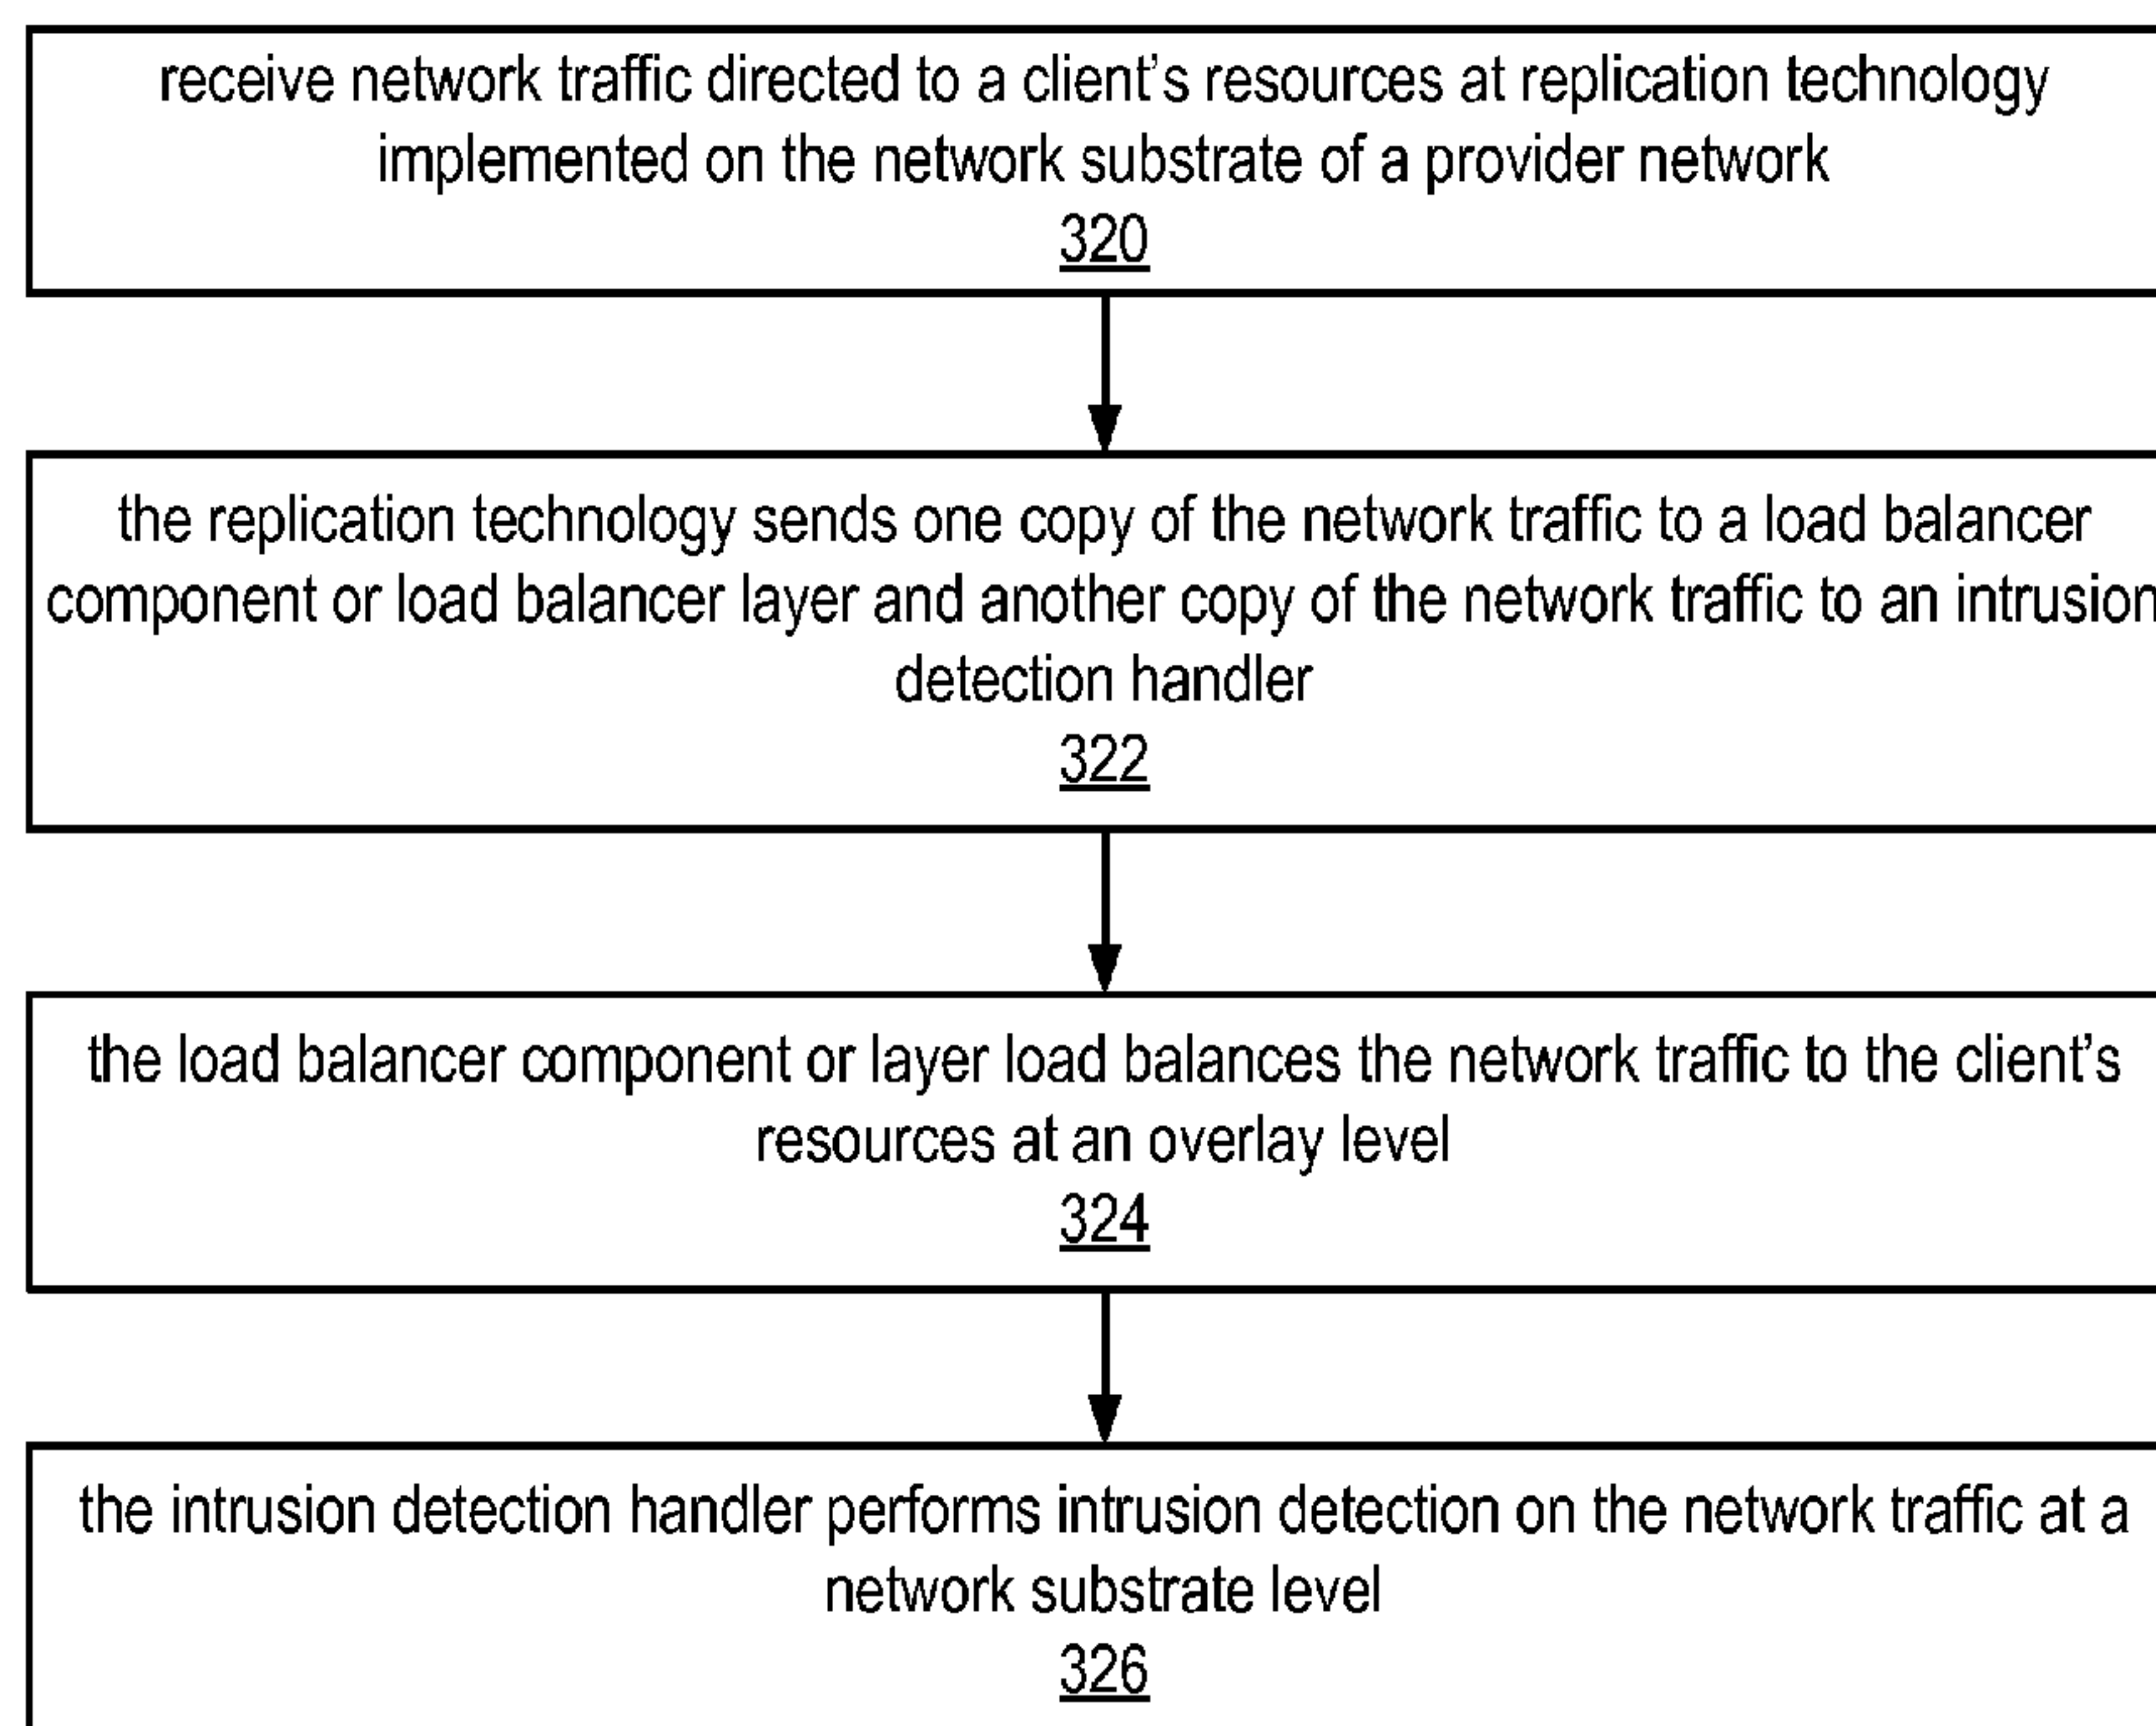 receive network traffic directed to a client's resources at replication technology
implemented on the network substrate of a provider network
320
the replication technology sends one copy of the network traffic to a load balancer
component or load balancer layer and another copy of the network traffic to an intrusion
detection handler
322
the load balancer component or layer load balances the network traffic to the client's
resources at an overlay level
324
the intrusion detection handler performs intrusion detection on the network traffic at a
network substrate level
326